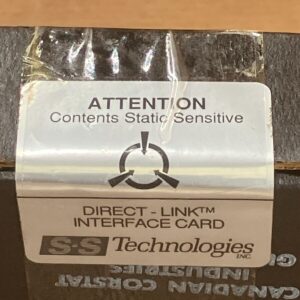 ATTENTION
Contents Static Sensitive
DIRECT - LINK™
INTERFACE CARD
S-S Technologies INC
CANADIAN CORSTAT
INDUSTRIES